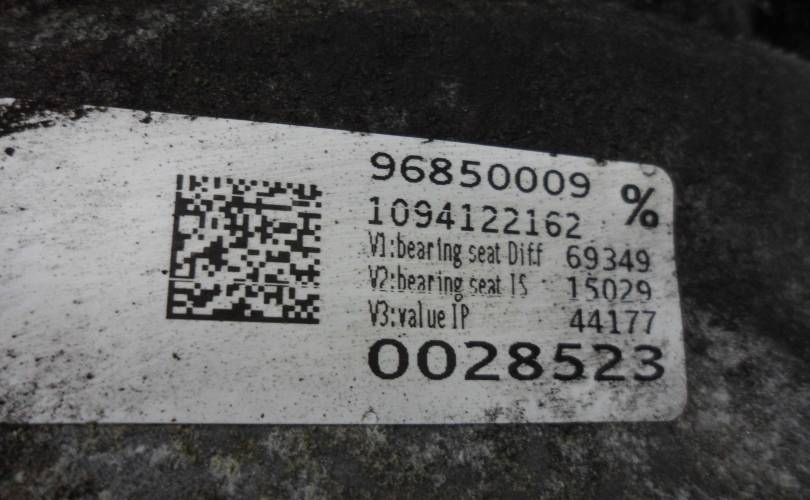 96850009 %
1094122162
V1:bearing seat Diff 69349
V2:bearing seat IS 15029
V3:value IP 44177
0028523